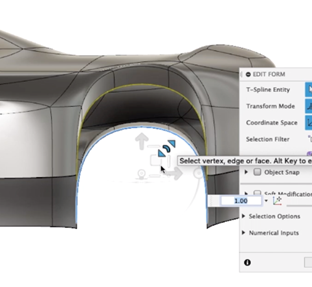 EDIT FORM
T-Spline Entity
Transform Mode
Coordinate Space
Selection Filter
Select vertex, edge or face. Alt Key to e
Object Snap
Soft Modification
1.00
Selection Options
Numerical Inputs